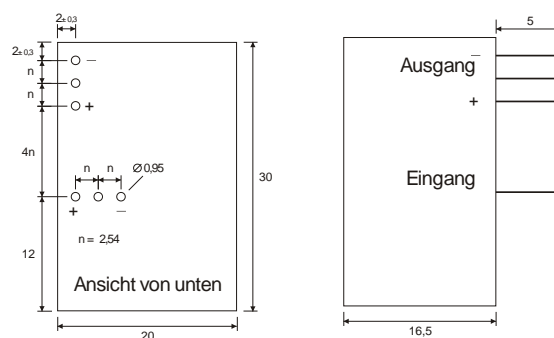 2±0,3
5
2±0,3
−
n
n
+
4n
n
n
Ø0,95
30
+
−
n = 2,54
12
Ansicht von unten
20
−
Ausgang
+
Eingang
16,5